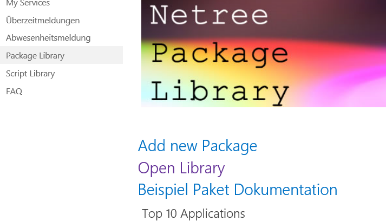 My Services
Überzeitmeldungen
Abwesenheitsmeldung
Package Library
Script Library
FAQ
Netree
Package
Library
Add new Package
Open Library
Beispiel Paket Dokumentation
Top 10 Applications